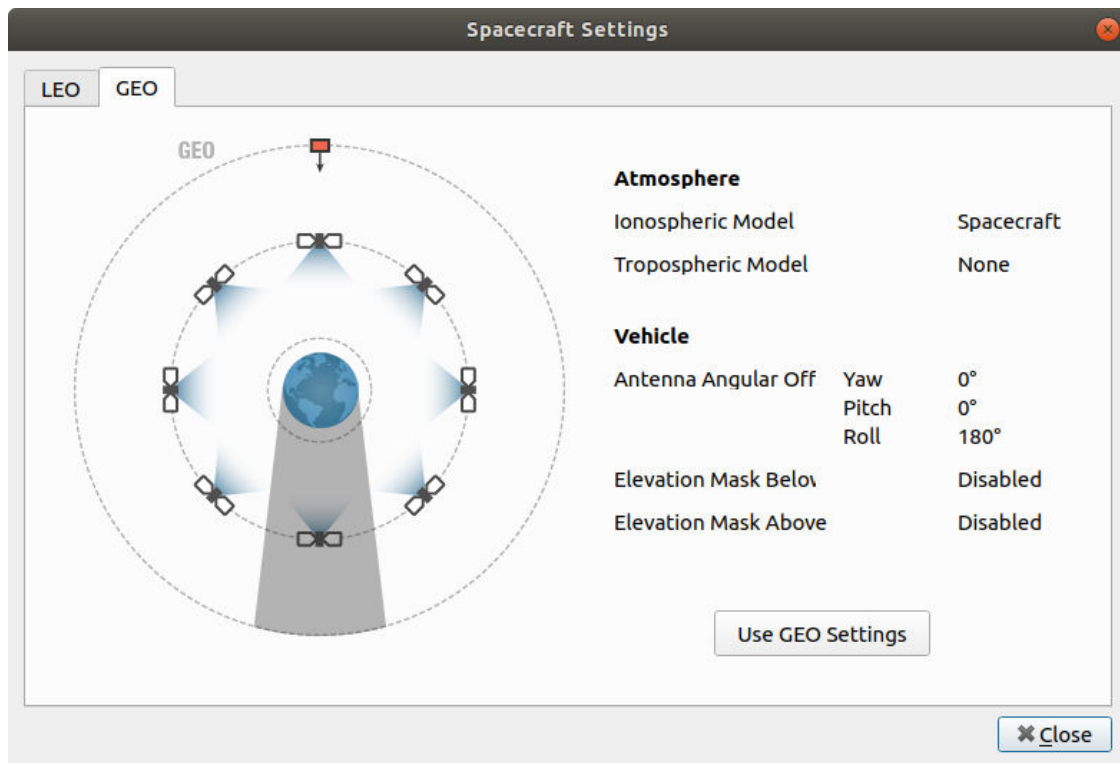 Spacecraft Settings
LEO
GEO
GEO
Atmosphere
Ionospheric Model Spacecraft
Tropospheric Model None
Vehicle
Antenna Angular Off Yaw 0°
Pitch 0°
Roll 180°
Elevation Mask Below Disabled
Elevation Mask Above Disabled
Use GEO Settings
Close